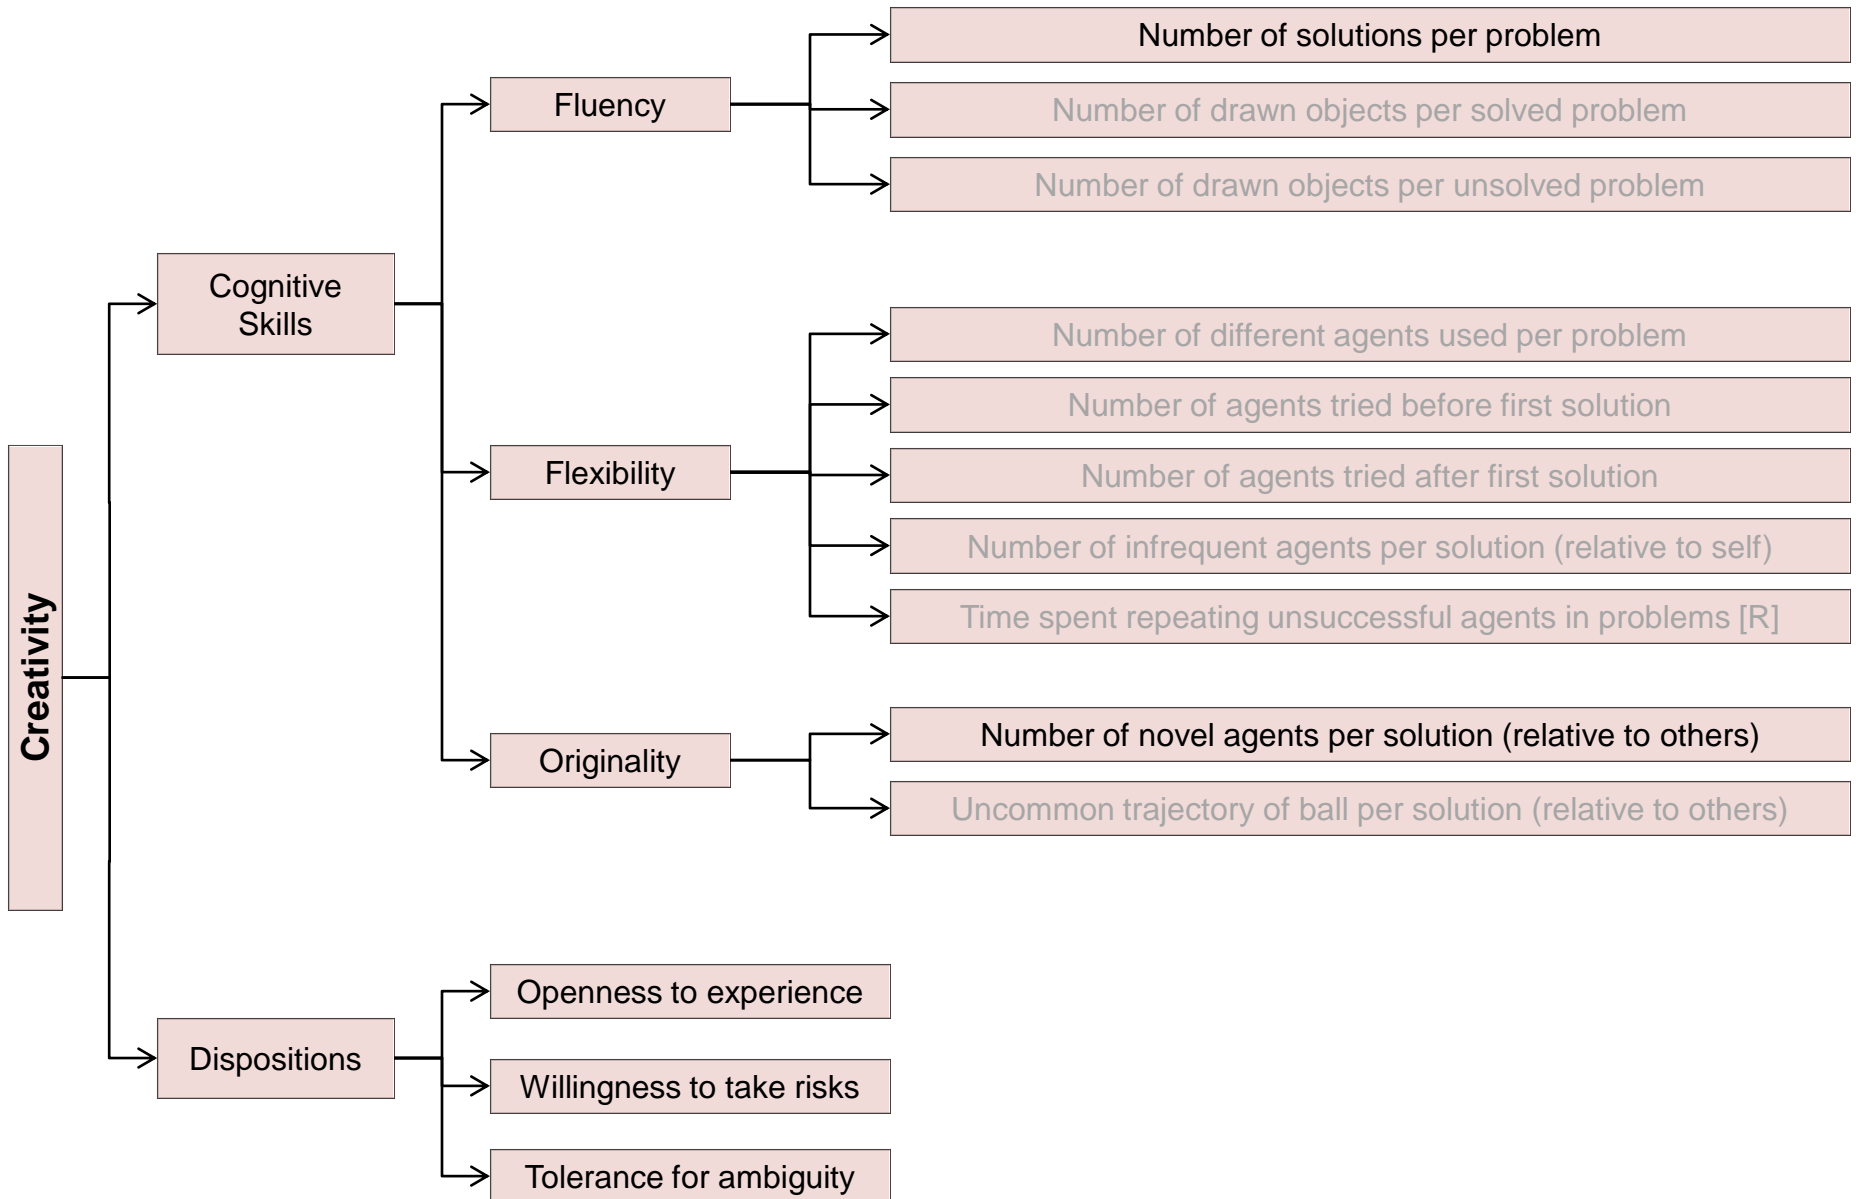 Creativity
Cognitive
Skills
Fluency
Number of solutions per problem
Number of drawn objects per solved problem
Number of drawn objects per unsolved problem
Flexibility
Number of different agents used per problem
Number of agents tried before first solution
Number of agents tried after first solution
Number of infrequent agents per solution (relative to self)
Time spent repeating unsuccessful agents in problems [R]
Originality
Number of novel agents per solution (relative to others)
Uncommon trajectory of ball per solution (relative to others)
Dispositions
Openness to experience
Willingness to take risks
Tolerance for ambiguity